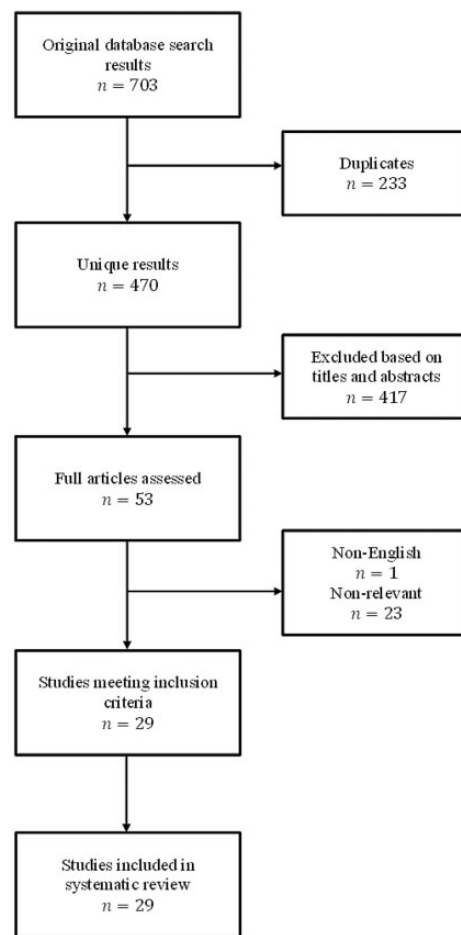 Original database search
results
n = 703
Duplicates
n = 233
Unique results
n = 470
Excluded based on
titles and abstracts
n = 417
Full articles assessed
n = 53
Non-English
n = 1
Non-relevant
n = 23
Studies meeting inclusion
criteria
n = 29
Studies included in
systematic review
n = 29